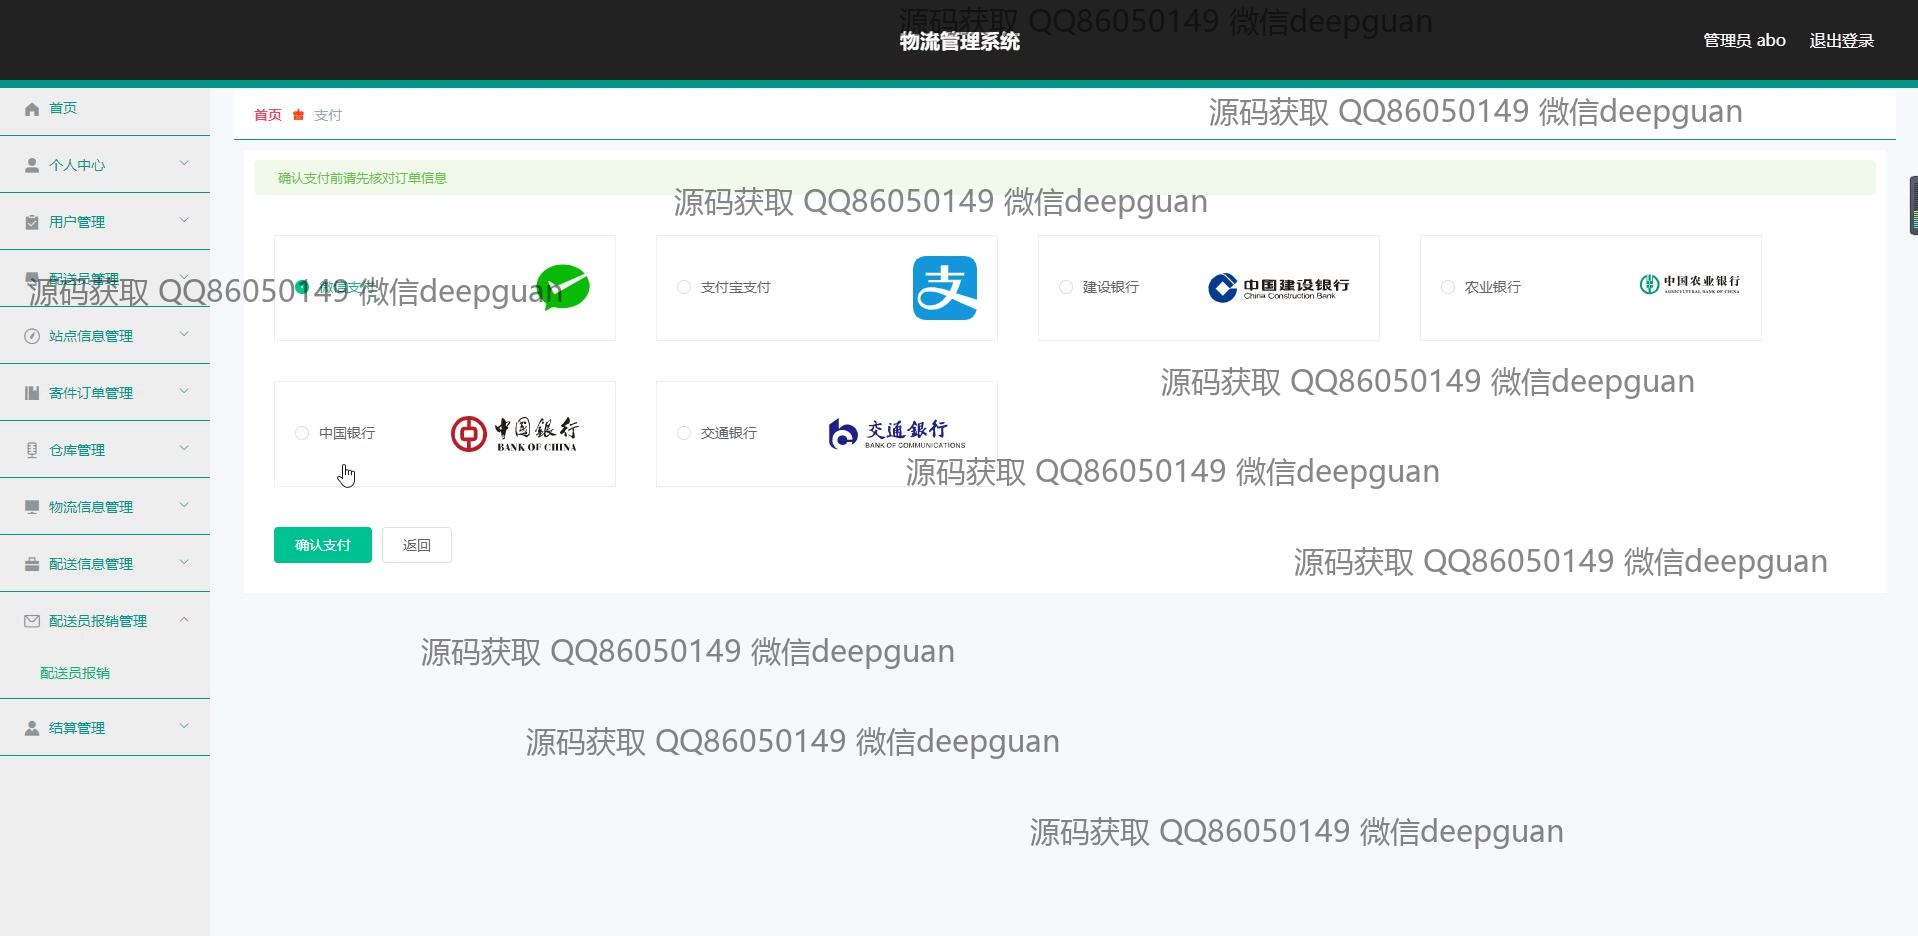 源码获取 QQ86050149 微信deepguan
物流管理系统
管理员 abo 退出登录
首页
首页 支付
源码获取 QQ86050149 微信deepguan
个人中心
确认支付前请先核对订单信息
源码获取 QQ86050149 微信deepguan
用户管理
配送员管理
源码获取 QQ86050149 微信deepguan
微信支付
支付宝支付
支
建设银行
中国建设银行
China Construction Bank
农业银行
中国农业银行
AGRICULTURAL BANK OF CHINA
站点信息管理
寄件订单管理
源码获取 QQ86050149 微信deepguan
中国银行
中国銀行
BANK OF CHINA
交通银行
交通銀行
BANK OF COMMUNICATIONS
仓库管理
源码获取 QQ86050149 微信deepguan
物流信息管理
确认支付 返回
配送信息管理
源码获取 QQ86050149 微信deepguan
配送员报销管理
源码获取 QQ86050149 微信deepguan
配送员报销
结算管理
源码获取 QQ86050149 微信deepguan
源码获取 QQ86050149 微信deepguan